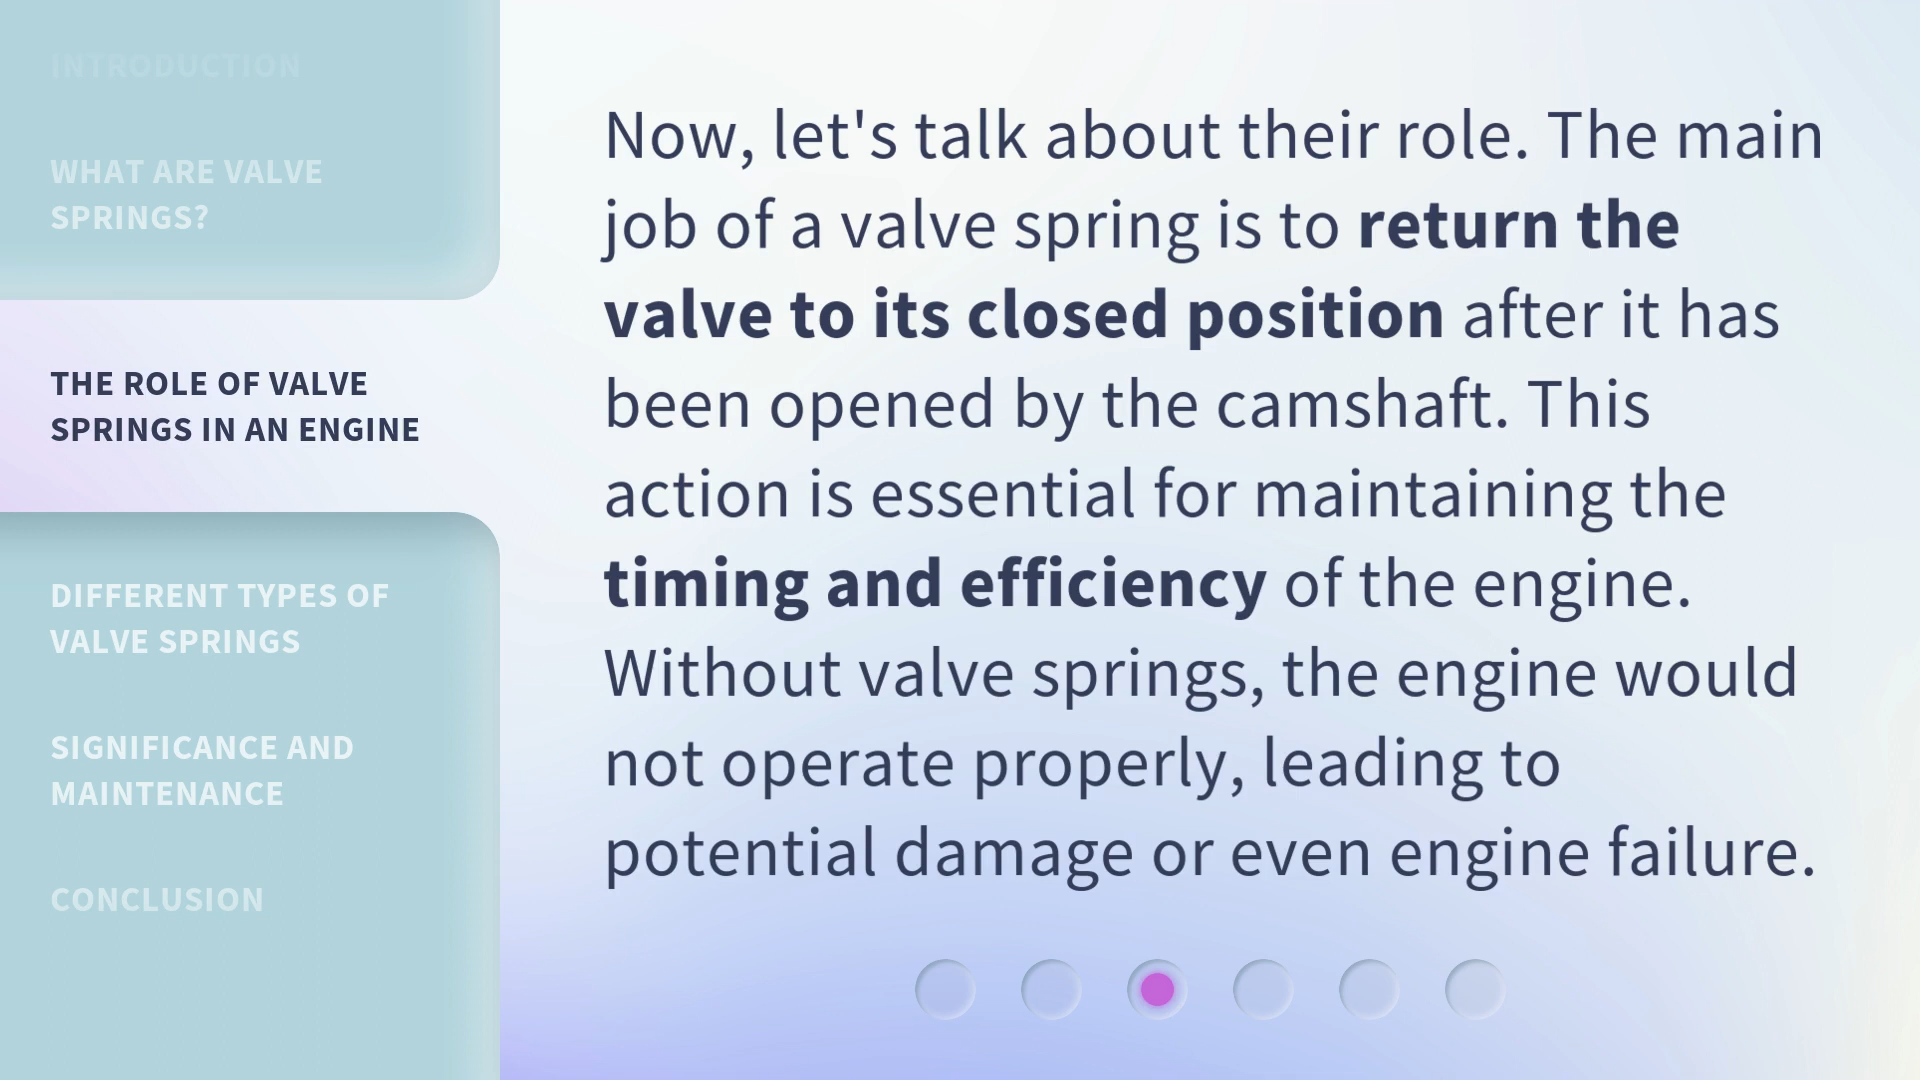 INTRODUCTION
WHAT ARE VALVE
SPRINGS?
THE ROLE OF VALVE
SPRINGS IN AN ENGINE
DIFFERENT TYPES OF
VALVE SPRINGS
SIGNIFICANCE AND
MAINTENANCE
CONCLUSION
Now, let's talk about their role. The main
job of a valve spring is to return the
valve to its closed position after it has
been opened by the camshaft. This
action is essential for maintaining the
timing and efficiency of the engine.
Without valve springs, the engine would
not operate properly, leading to
potential damage or even engine failure.